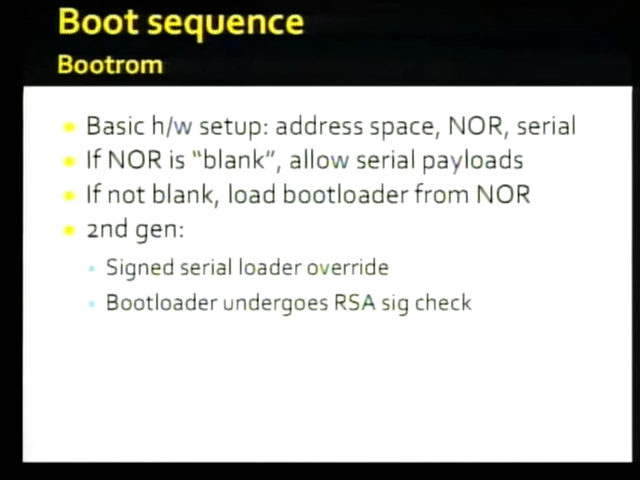 Boot sequence
Bootrom
Basic h/w setup: address space, NOR, serial
If NOR is “blank”, allow serial payloads
If not blank, load bootloader from NOR
2nd gen:
Signed serial loader override
Bootloader undergoes RSA sig check